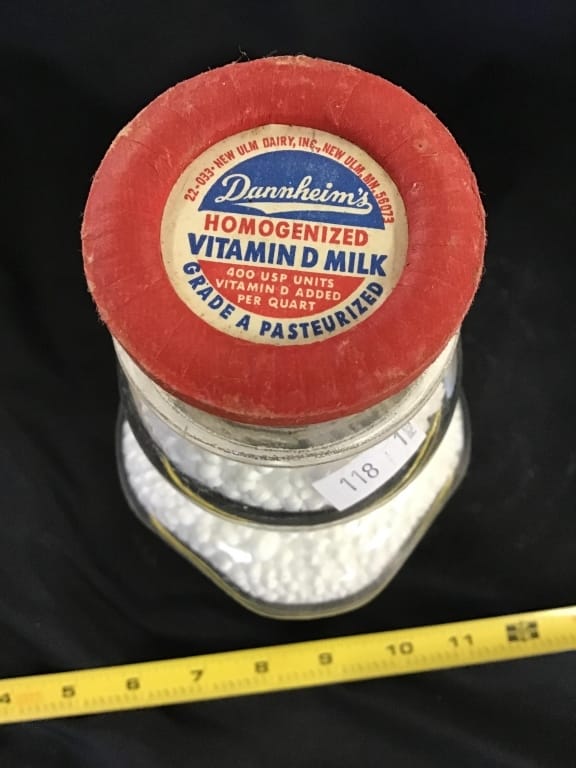 22-033-NEW ULM DAIRY, INC., NEW ULM, MN. 56073
Dannheim's
HOMOGENIZED
VITAMIN D MILK
400 USP UNITS
VITAMIN D ADDED
PER QUART
GRADE A PASTEURIZED
118
4 5 6 7 8 9 10 11